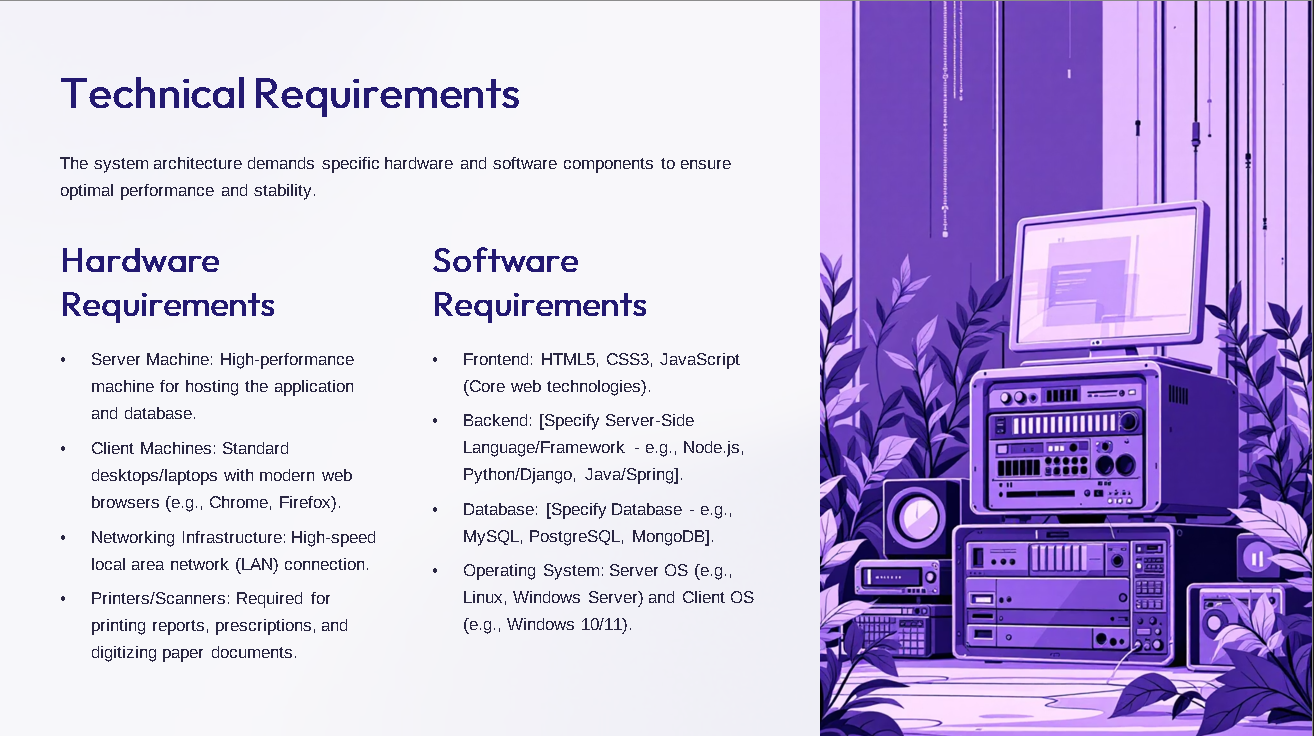 Technical Requirements
The system architecture demands specific hardware and software components to ensure
optimal performance and stability.
Hardware
Requirements
• Server Machine: High-performance
machine for hosting the application
and database.
• Client Machines: Standard
desktops/laptops with modern web
browsers (e.g., Chrome, Firefox).
• Networking Infrastructure: High-speed
local area network (LAN) connection.
• Printers/Scanners: Required for
printing reports, prescriptions, and
digitizing paper documents.
Software
Requirements
• Frontend: HTML5, CSS3, JavaScript
(Core web technologies).
• Backend: [Specify Server-Side
Language/Framework - e.g., Node.js,
Python/Django, Java/Spring].
• Database: [Specify Database - e.g.,
MySQL, PostgreSQL, MongoDB].
• Operating System: Server OS (e.g.,
Linux, Windows Server) and Client OS
(e.g., Windows 10/11).